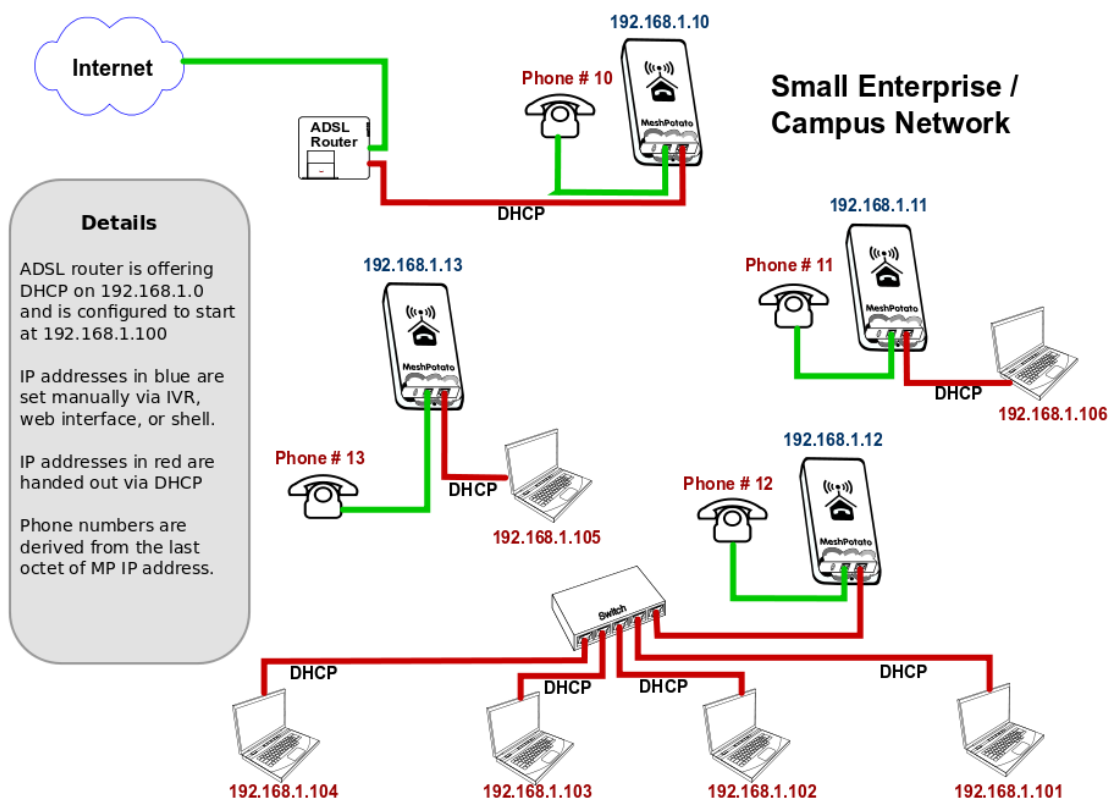 192.168.1.10
Internet
Phone # 10
Small Enterprise /
Campus Network
MeshPotato
ADSL
Router
DHCP
Details
ADSL router is offering
DHCP on 192.168.1.0
and is configured to start
at 192.168.1.100
IP addresses in blue are
set manually via IVR,
web interface, or shell.
IP addresses in red are
handed out via DHCP
Phone numbers are
derived from the last
octet of MP IP address.
192.168.1.11
Phone # 11
MeshPotato
DHCP
192.168.1.106
192.168.1.13
MeshPotato
Phone # 13
DHCP
192.168.1.105
192.168.1.12
Phone # 12
MeshPotato
Switch
DHCP
DHCP
DHCP
DHCP
192.168.1.104
192.168.1.103
192.168.1.102
192.168.1.101